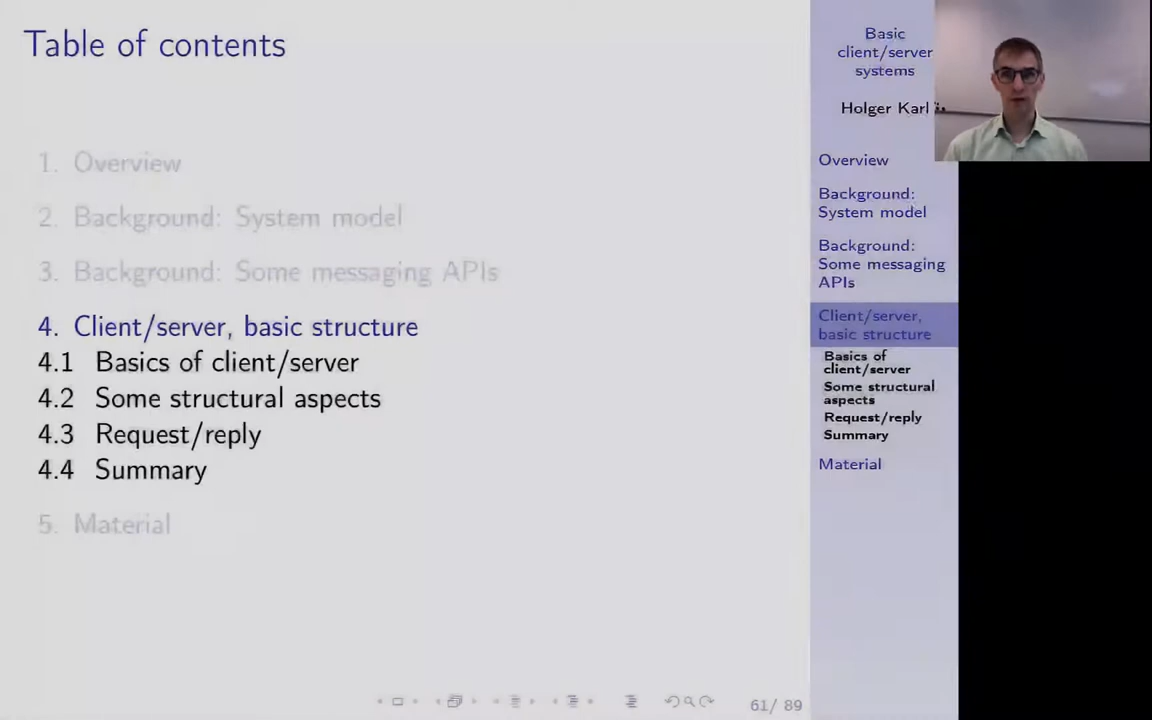 Table of contents
1. Overview
2. Background: System model
3. Background: Some messaging APIs
4. Client/server, basic structure
4.1 Basics of client/server
4.2 Some structural aspects
4.3 Request/reply
4.4 Summary
5. Material
Basic
client/server
systems
Holger Karl
Overview
Background:
System model
Background:
Some messaging
APIs
Client/server,
basic structure
Basics of
client/server
Some structural
aspects
Request/reply
Summary
Material
61/ 89